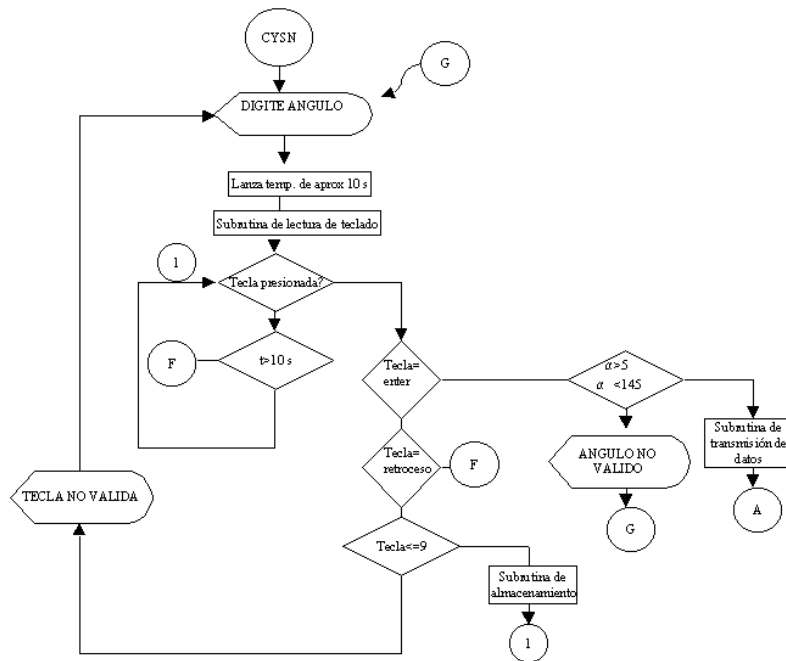 CYSN
G
DIGITE ANGULO
Lanza temp. de aprox 10 s
Subrutina de lectura de teclado
1
Tecla presionada?
F
t>10 s
Tecla=
enter
α>5
α <145
Subrutina de
transmisión de
datos
Tecla=
retroceso
F
ANGULO NO
VALIDO
TECLA NO VALIDA
A
G
Tecla<=9
Subrutina de
almacenamiento
1